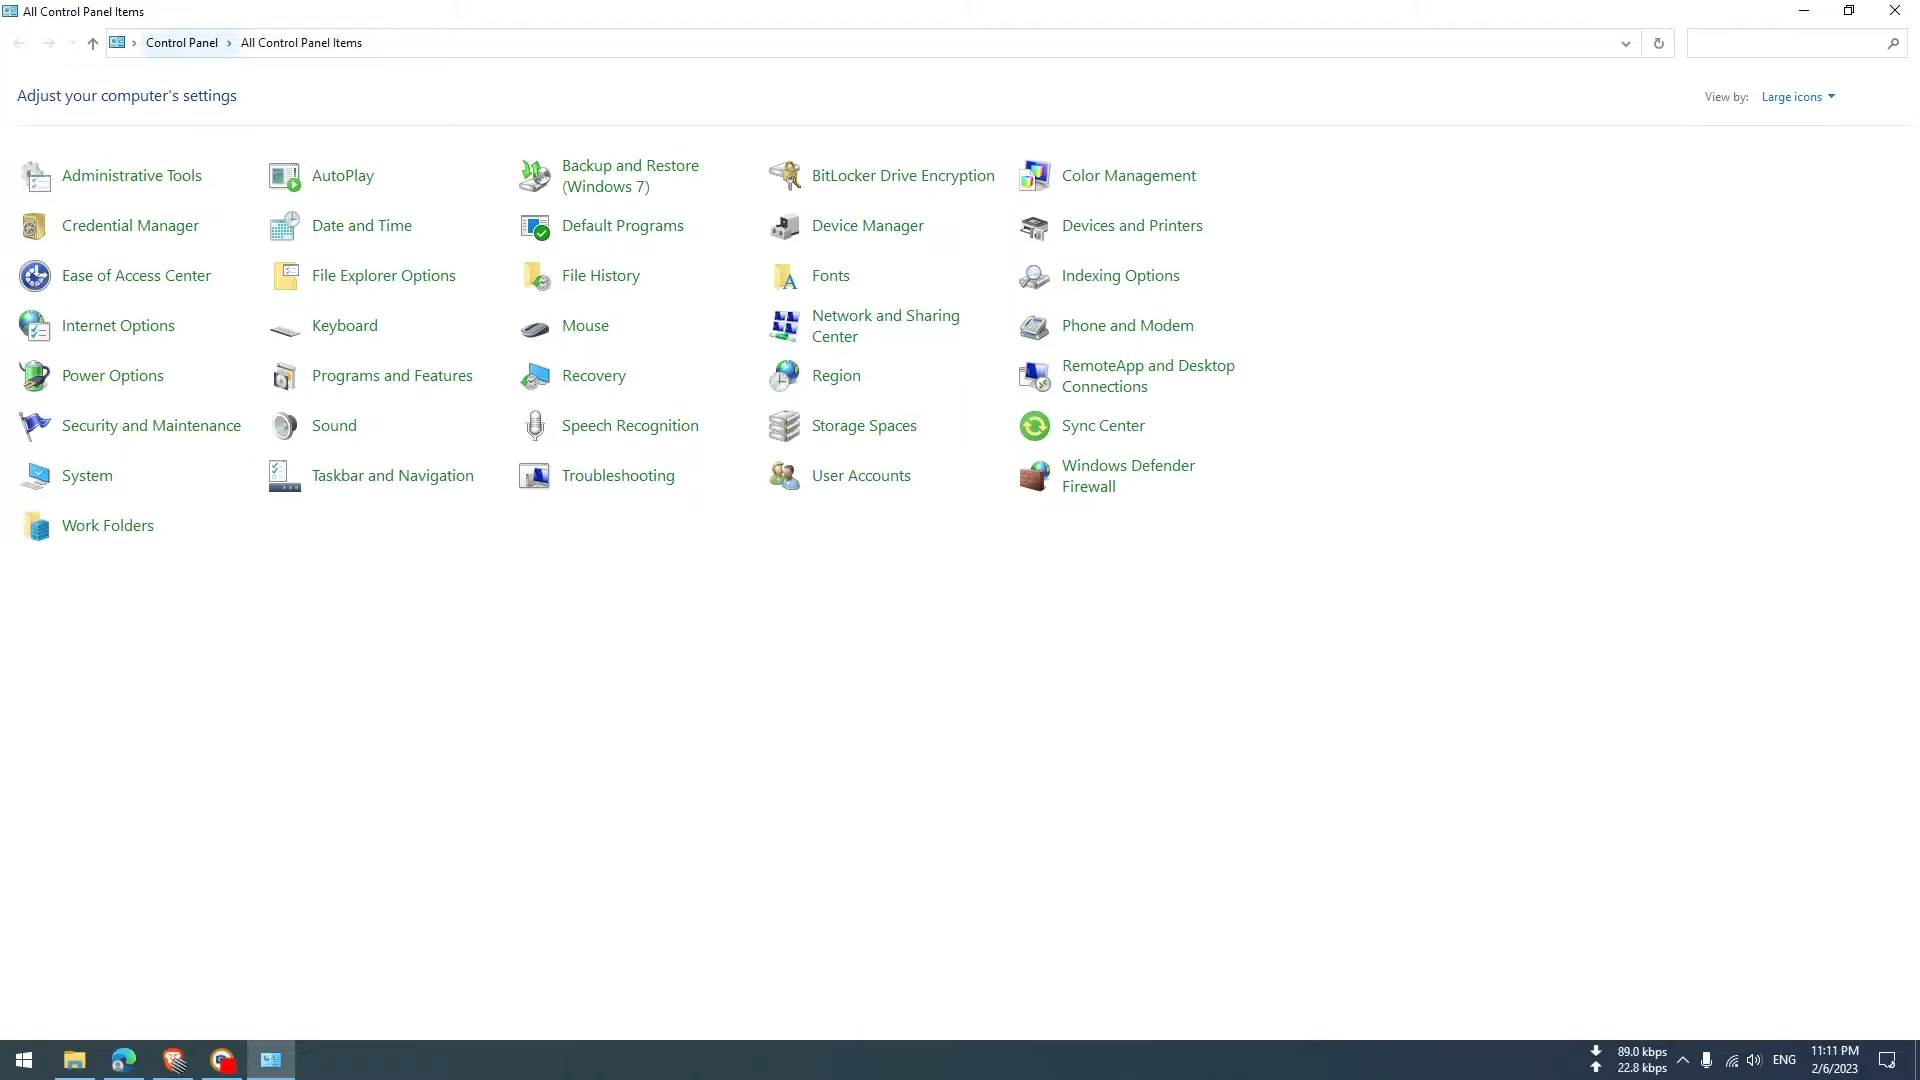 All Control Panel Items
Control Panel All Control Panel Items
Adjust your computer's settings
View by: Large icons
Administrative Tools
AutoPlay
Backup and Restore
(Windows 7)
BitLocker Drive Encryption
Color Management
Credential Manager
Date and Time
Default Programs
Device Manager
Devices and Printers
Ease of Access Center
File Explorer Options
File History
Fonts
Indexing Options
Internet Options
Keyboard
Mouse
Network and Sharing
Center
Phone and Modem
Power Options
Programs and Features
Recovery
Region
RemoteApp and Desktop
Connections
Security and Maintenance
Sound
Speech Recognition
Storage Spaces
Sync Center
System
Taskbar and Navigation
Troubleshooting
User Accounts
Windows Defender
Firewall
Work Folders
89.0 kbps
22.8 kbps
ENG
11:11 PM
2/6/2023